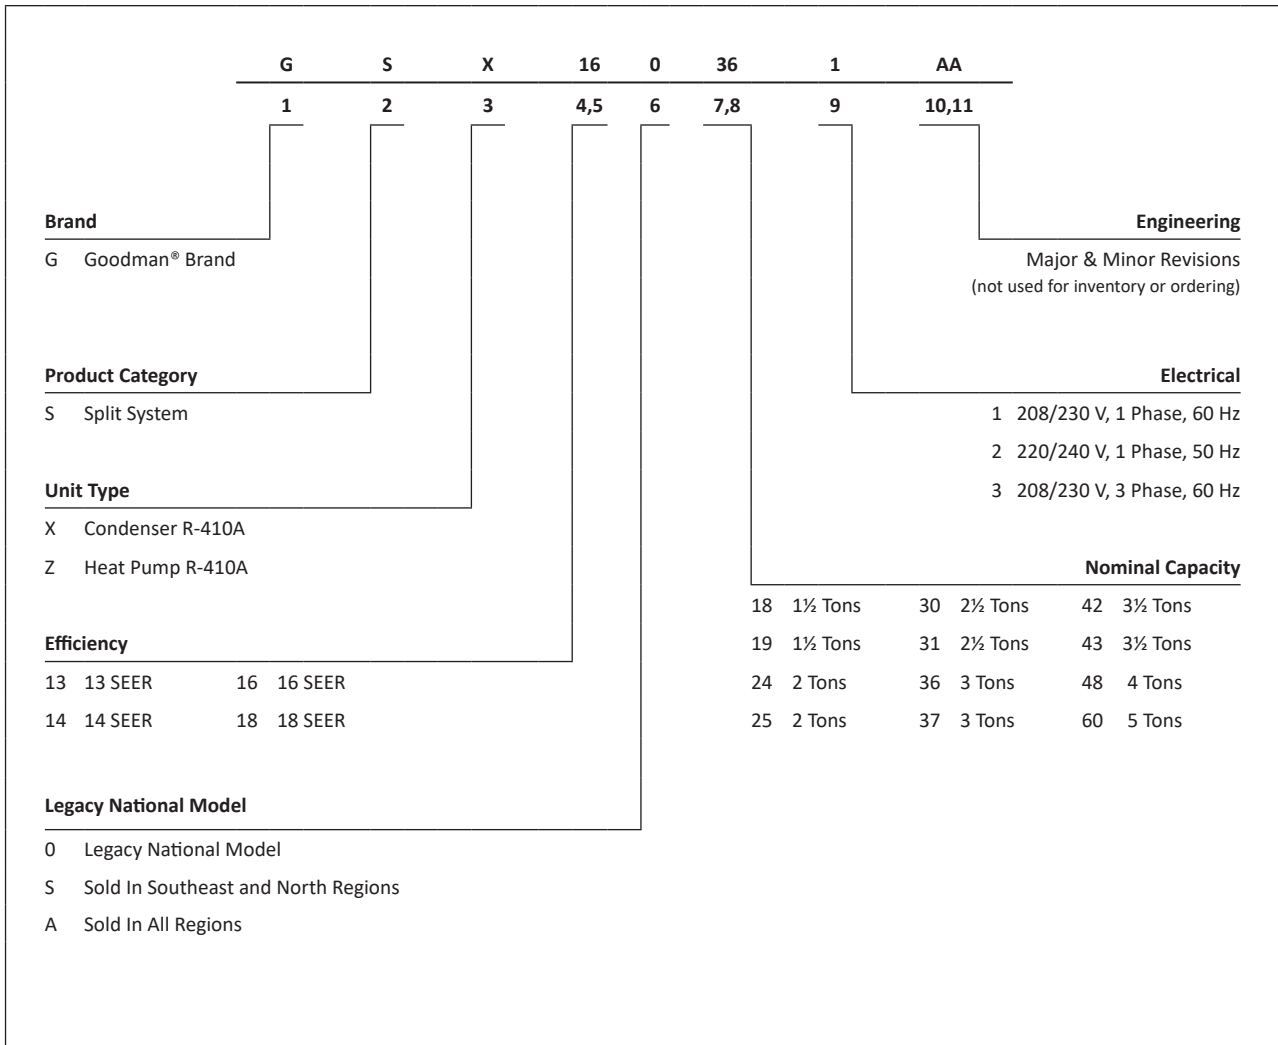 G S X 16 0 36 1 AA
1 2 3 4,5 6 7,8 9 10,11
Brand
G Goodman® Brand
Product Category
S Split System
Unit Type
X Condenser R-410A
Z Heat Pump R-410A
Efficiency
13 13 SEER 16 16 SEER
14 14 SEER 18 18 SEER
Legacy National Model
0 Legacy National Model
S Sold In Southeast and North Regions
A Sold In All Regions
Engineering
Major & Minor Revisions
(not used for inventory or ordering)
Electrical
1 208/230 V, 1 Phase, 60 Hz
2 220/240 V, 1 Phase, 50 Hz
3 208/230 V, 3 Phase, 60 Hz
Nominal Capacity
18 1½ Tons 30 2½ Tons 42 3½ Tons
19 1½ Tons 31 2½ Tons 43 3½ Tons
24 2 Tons 36 3 Tons 48 4 Tons
25 2 Tons 37 3 Tons 60 5 Tons